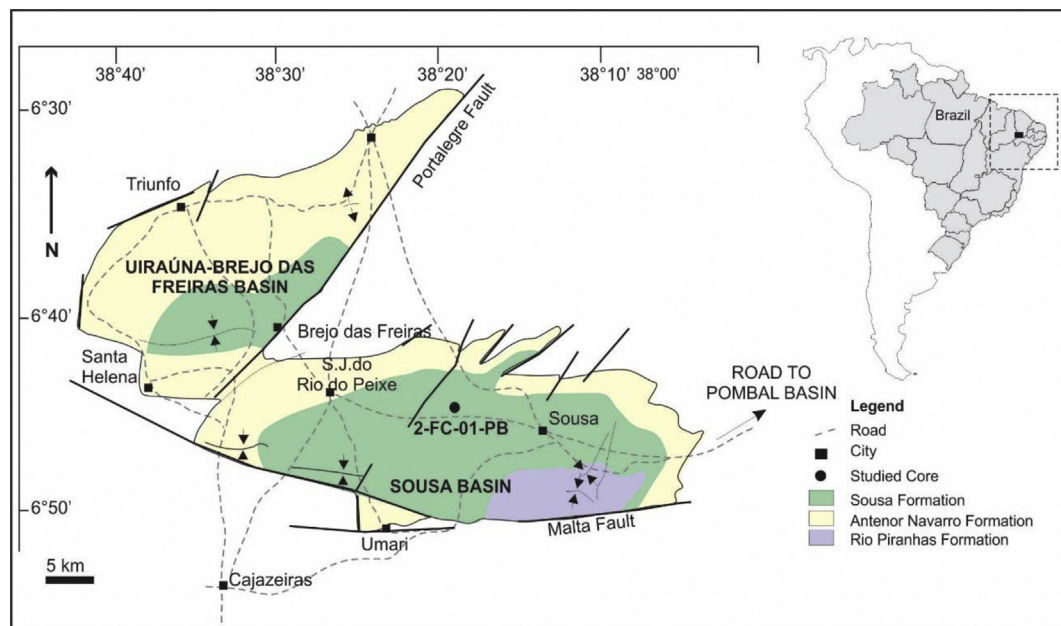 38°40'
38°30'
38°20'
38°10'
38°00'
6°30'
6°40'
6°50'
N
Portalegre Fault
Triunfo
UIRAÚNA-BREJO DAS
FREIRAS BASIN
Brejo das Freiras
Santa
Helena
S.J.do
Rio do Peixe
2-FC-01-PB
Sousa
SOUSA BASIN
Malta Fault
Umari
Cajazeiras
5 km
ROAD TO
POMBAL BASIN
Brazil
Legend
Road
City
Studied Core
Sousa Formation
Antenor Navarro Formation
Rio Piranhas Formation